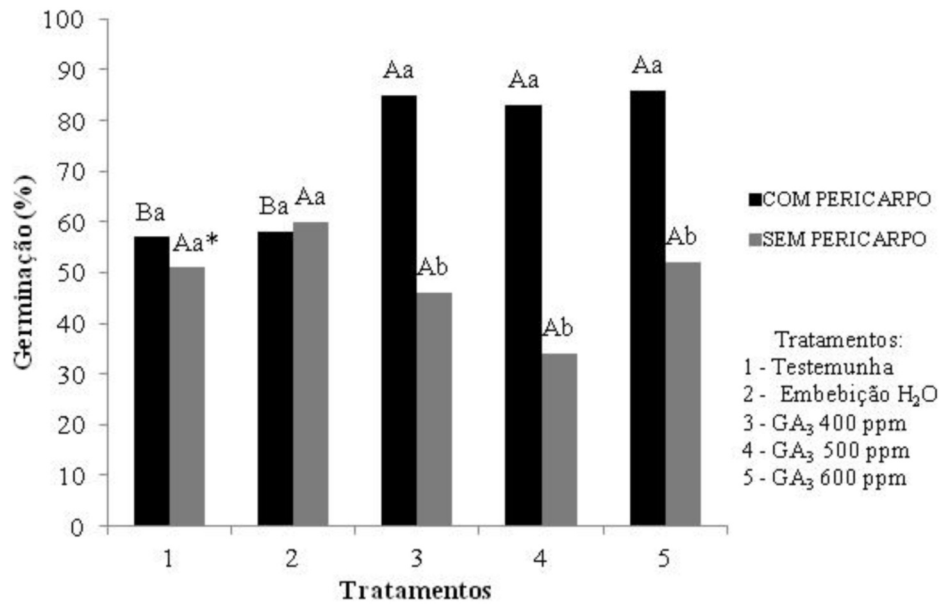 100
90
80
70
60
50
40
30
20
10
0
Germinação (%)
Ba
Aa*
Ba
Aa
Aa
Ab
Aa
Ab
Aa
Ab
1
2
3
4
5
Tratamentos
COM PERICARPO
SEM PERICARPO
Tratamentos:
1 - Testemunha
2 - Embebição H₂O
3 - GA₃ 400 ppm
4 - GA₃ 500 ppm
5 - GA₃ 600 ppm